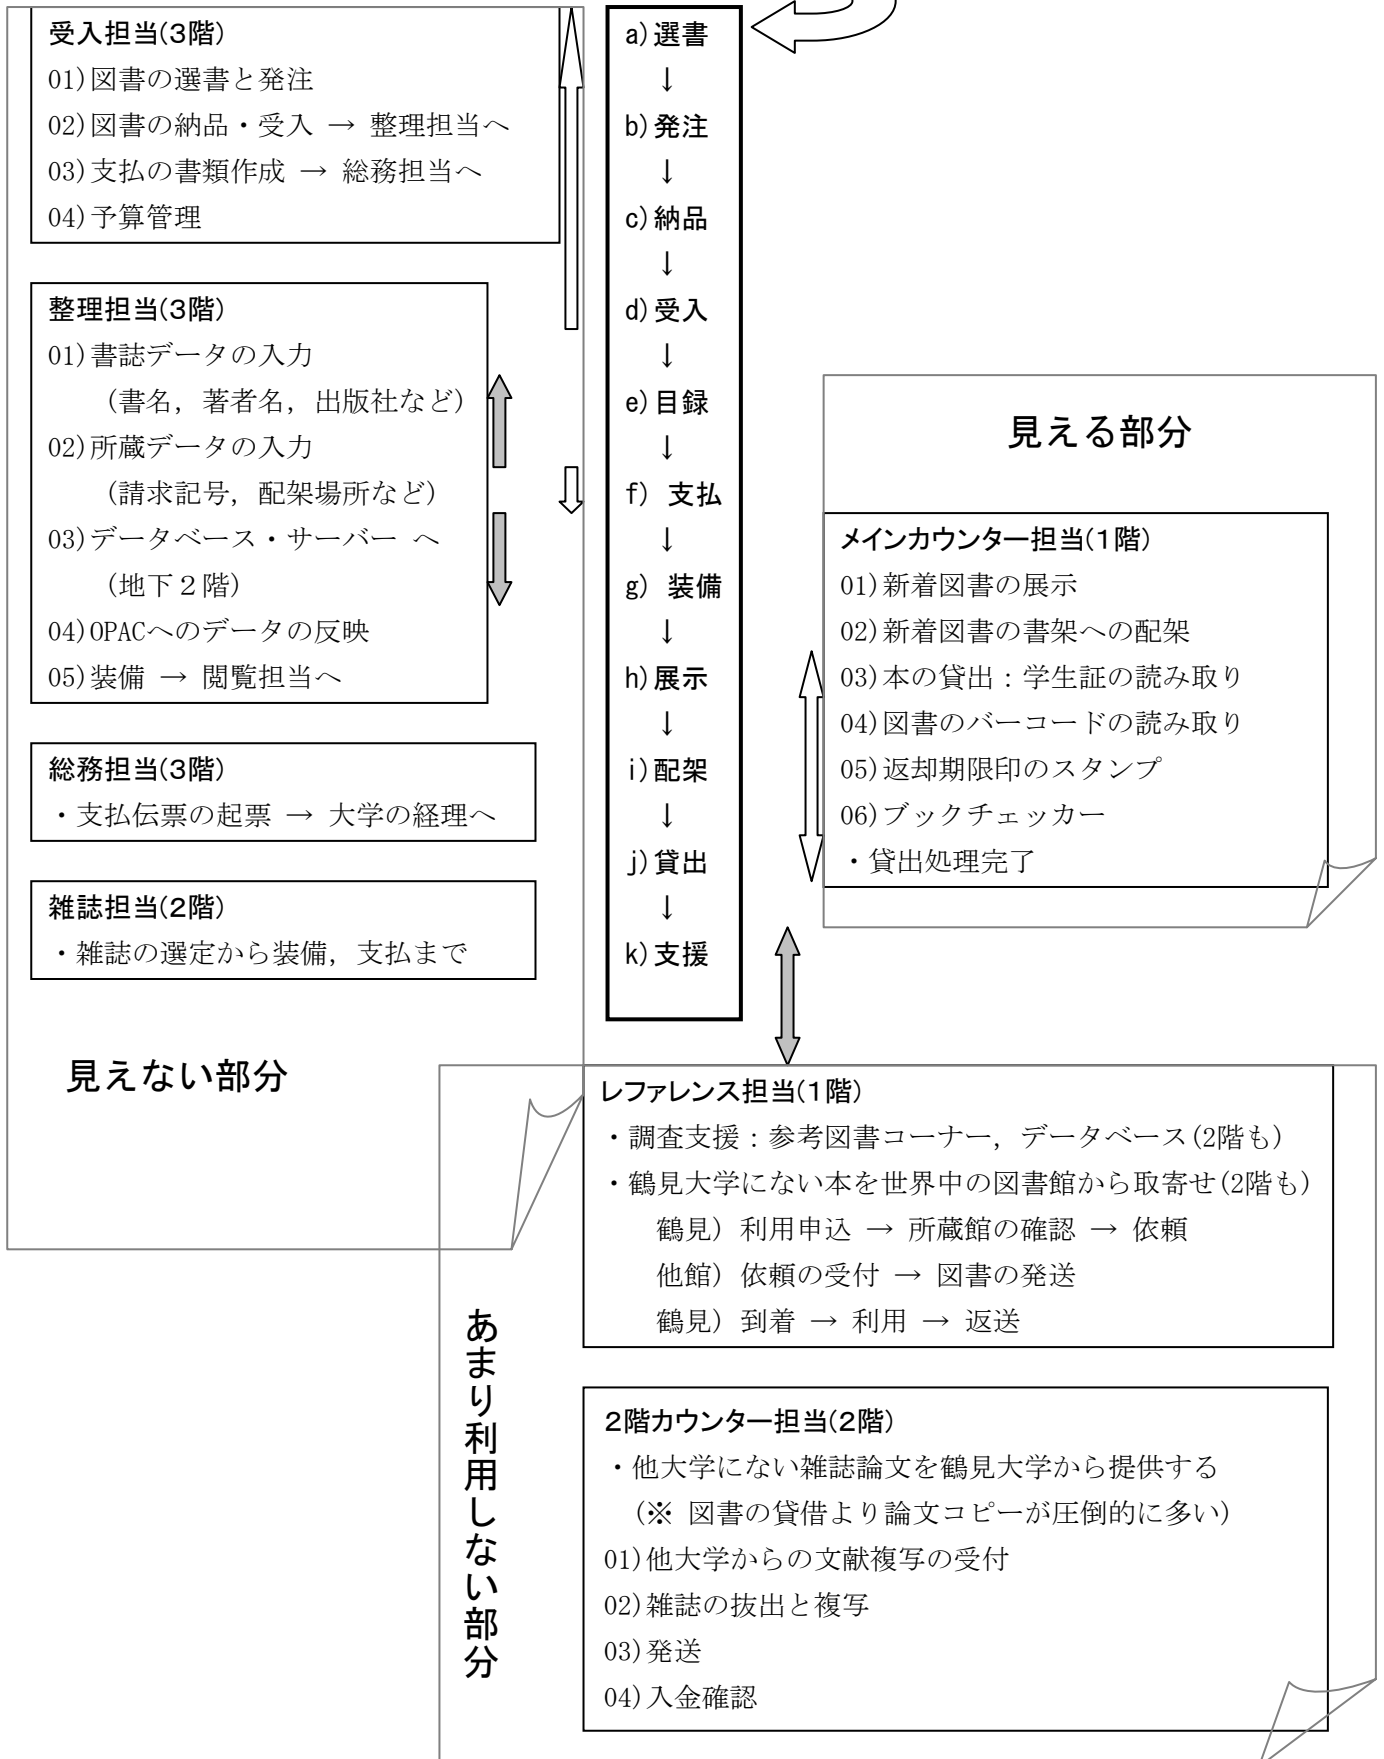 受入担当(3階)
01)図書の選書と発注
02)図書の納品・受入 → 整理担当へ
03)支払の書類作成 → 総務担当へ
04)予算管理
整理担当(3階)
01)書誌データの入力
(書名，著者名，出版社など)
02)所蔵データの入力
(請求記号，配架場所など)
03)データベース・サーバー へ
(地下２階)
04)OPACへのデータの反映
05)装備 → 閲覧担当へ
総務担当(3階)
・支払伝票の起票 → 大学の経理へ
雑誌担当(2階)
・雑誌の選定から装備，支払まで
見えない部分
a)選書
↓
b)発注
↓
c)納品
↓
d)受入
↓
e)目録
↓
f) 支払
↓
g) 装備
↓
h)展示
↓
i)配架
↓
j)貸出
↓
k)支援
見える部分
メインカウンター担当(1階)
01)新着図書の展示
02)新着図書の書架への配架
03)本の貸出：学生証の読み取り
04)図書のバーコードの読み取り
05)返却期限印のスタンプ
06)ブックチェッカー
・貸出処理完了
あまり利用しない部分
レファレンス担当(1階)
・調査支援：参考図書コーナー，データベース(2階も)
・鶴見大学にない本を世界中の図書館から取寄せ(2階も)
鶴見) 利用申込 → 所蔵館の確認 → 依頼
他館) 依頼の受付 → 図書の発送
鶴見) 到着 → 利用 → 返送
2階カウンター担当(2階)
・他大学にない雑誌論文を鶴見大学から提供する
(※ 図書の貸借より論文コピーが圧倒的に多い)
01)他大学からの文献複写の受付
02)雑誌の抜出と複写
03)発送
04)入金確認